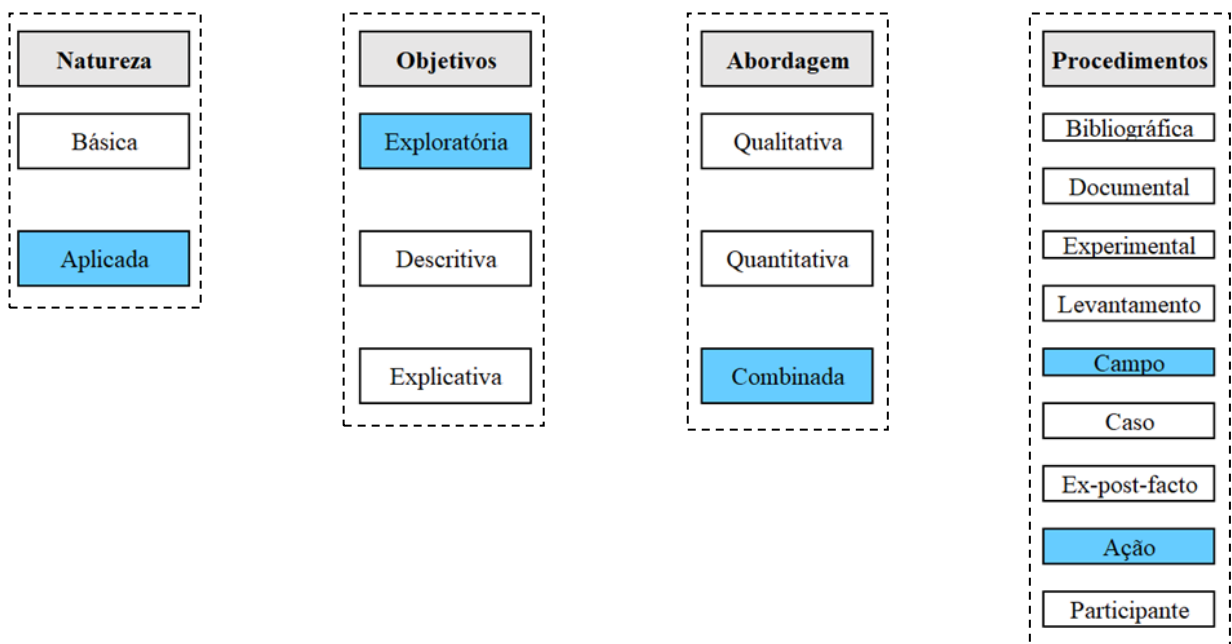 Natureza
Básica
Aplicada
Objetivos
Exploratória
Descritiva
Explicativa
Abordagem
Qualitativa
Quantitativa
Combinada
Procedimentos
Bibliográfica
Documental
Experimental
Levantamento
Campo
Caso
Ex-post-facto
Ação
Participante